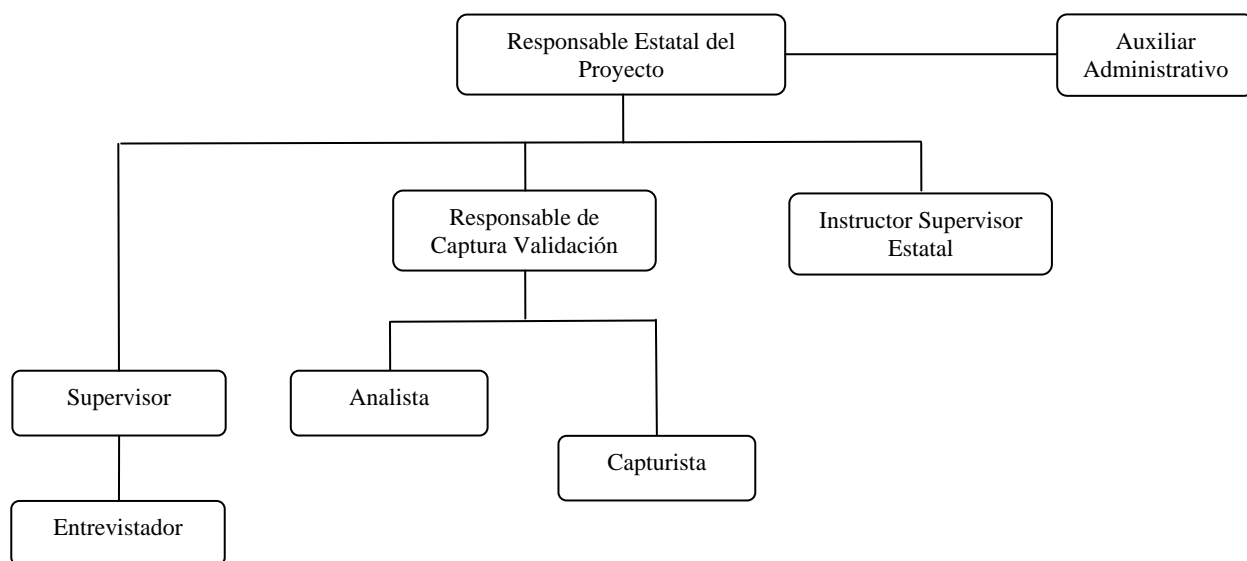 Responsable Estatal del
Proyecto
Auxiliar
Administrativo
Responsable de
Captura Validación
Instructor Supervisor
Estatal
Supervisor
Analista
Capturista
Entrevistador